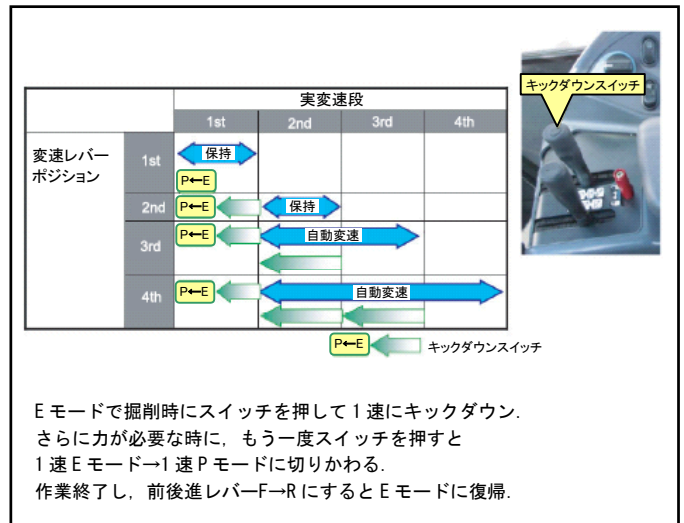 キックダウンスイッチ
実変速段
1st 2nd 3rd 4th
変速レバー
ポジション
1st
保持
P←E
2nd
P←E
保持
3rd
P←E
自動変速
4th
P←E
自動変速
P←E キックダウンスイッチ
Eモードで掘削時にスイッチを押して1速にキックダウン.
さらに力が必要な時に，もう一度スイッチを押すと
1速Eモード→1速Pモードに切りかわる.
作業終了し，前後進レバーF→RにするとEモードに復帰.